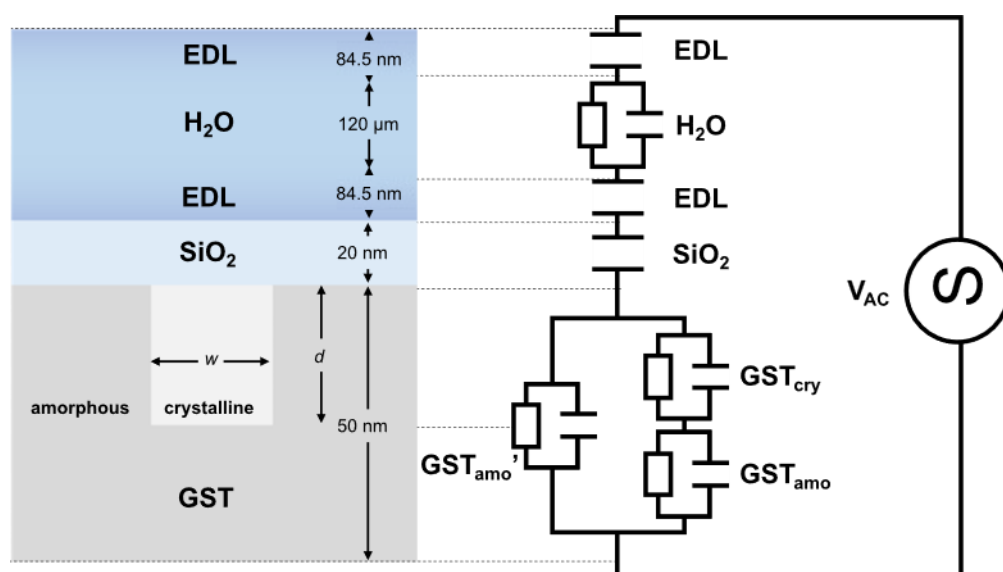 EDL
84.5 nm
H₂O
120 µm
EDL
84.5 nm
SiO₂
20 nm
w
d
amorphous
crystalline
50 nm
GST
EDL
H₂O
EDL
SiO₂
GSTcry
GSTamo’
GSTamo
VAC
S